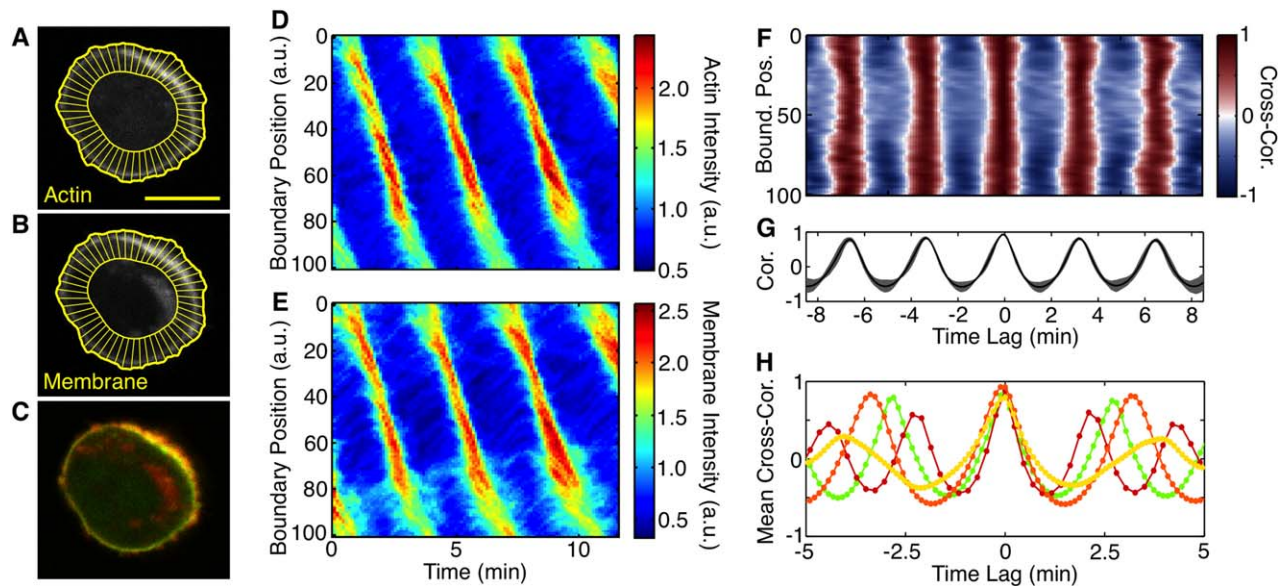 A
Actin
B
Membrane
C
D
0
20
40
60
80
100
Boundary Position (a.u.)
2.0
1.5
1.0
0.5
Actin Intensity (a.u.)
E
0
20
40
60
80
100
Boundary Position (a.u.)
0
5
10
Time (min)
2.5
2.0
1.5
1.0
0.5
Membrane Intensity (a.u.)
F
0
50
100
Bound. Pos.
1
0
-1
Cross-Cor.
G
1
0
-1
Cor.
-8 -6 -4 -2 0 2 4 6 8
Time Lag (min)
H
1
0
-1
Mean Cross-Cor.
-5 -2.5 0 2.5 5
Time Lag (min)